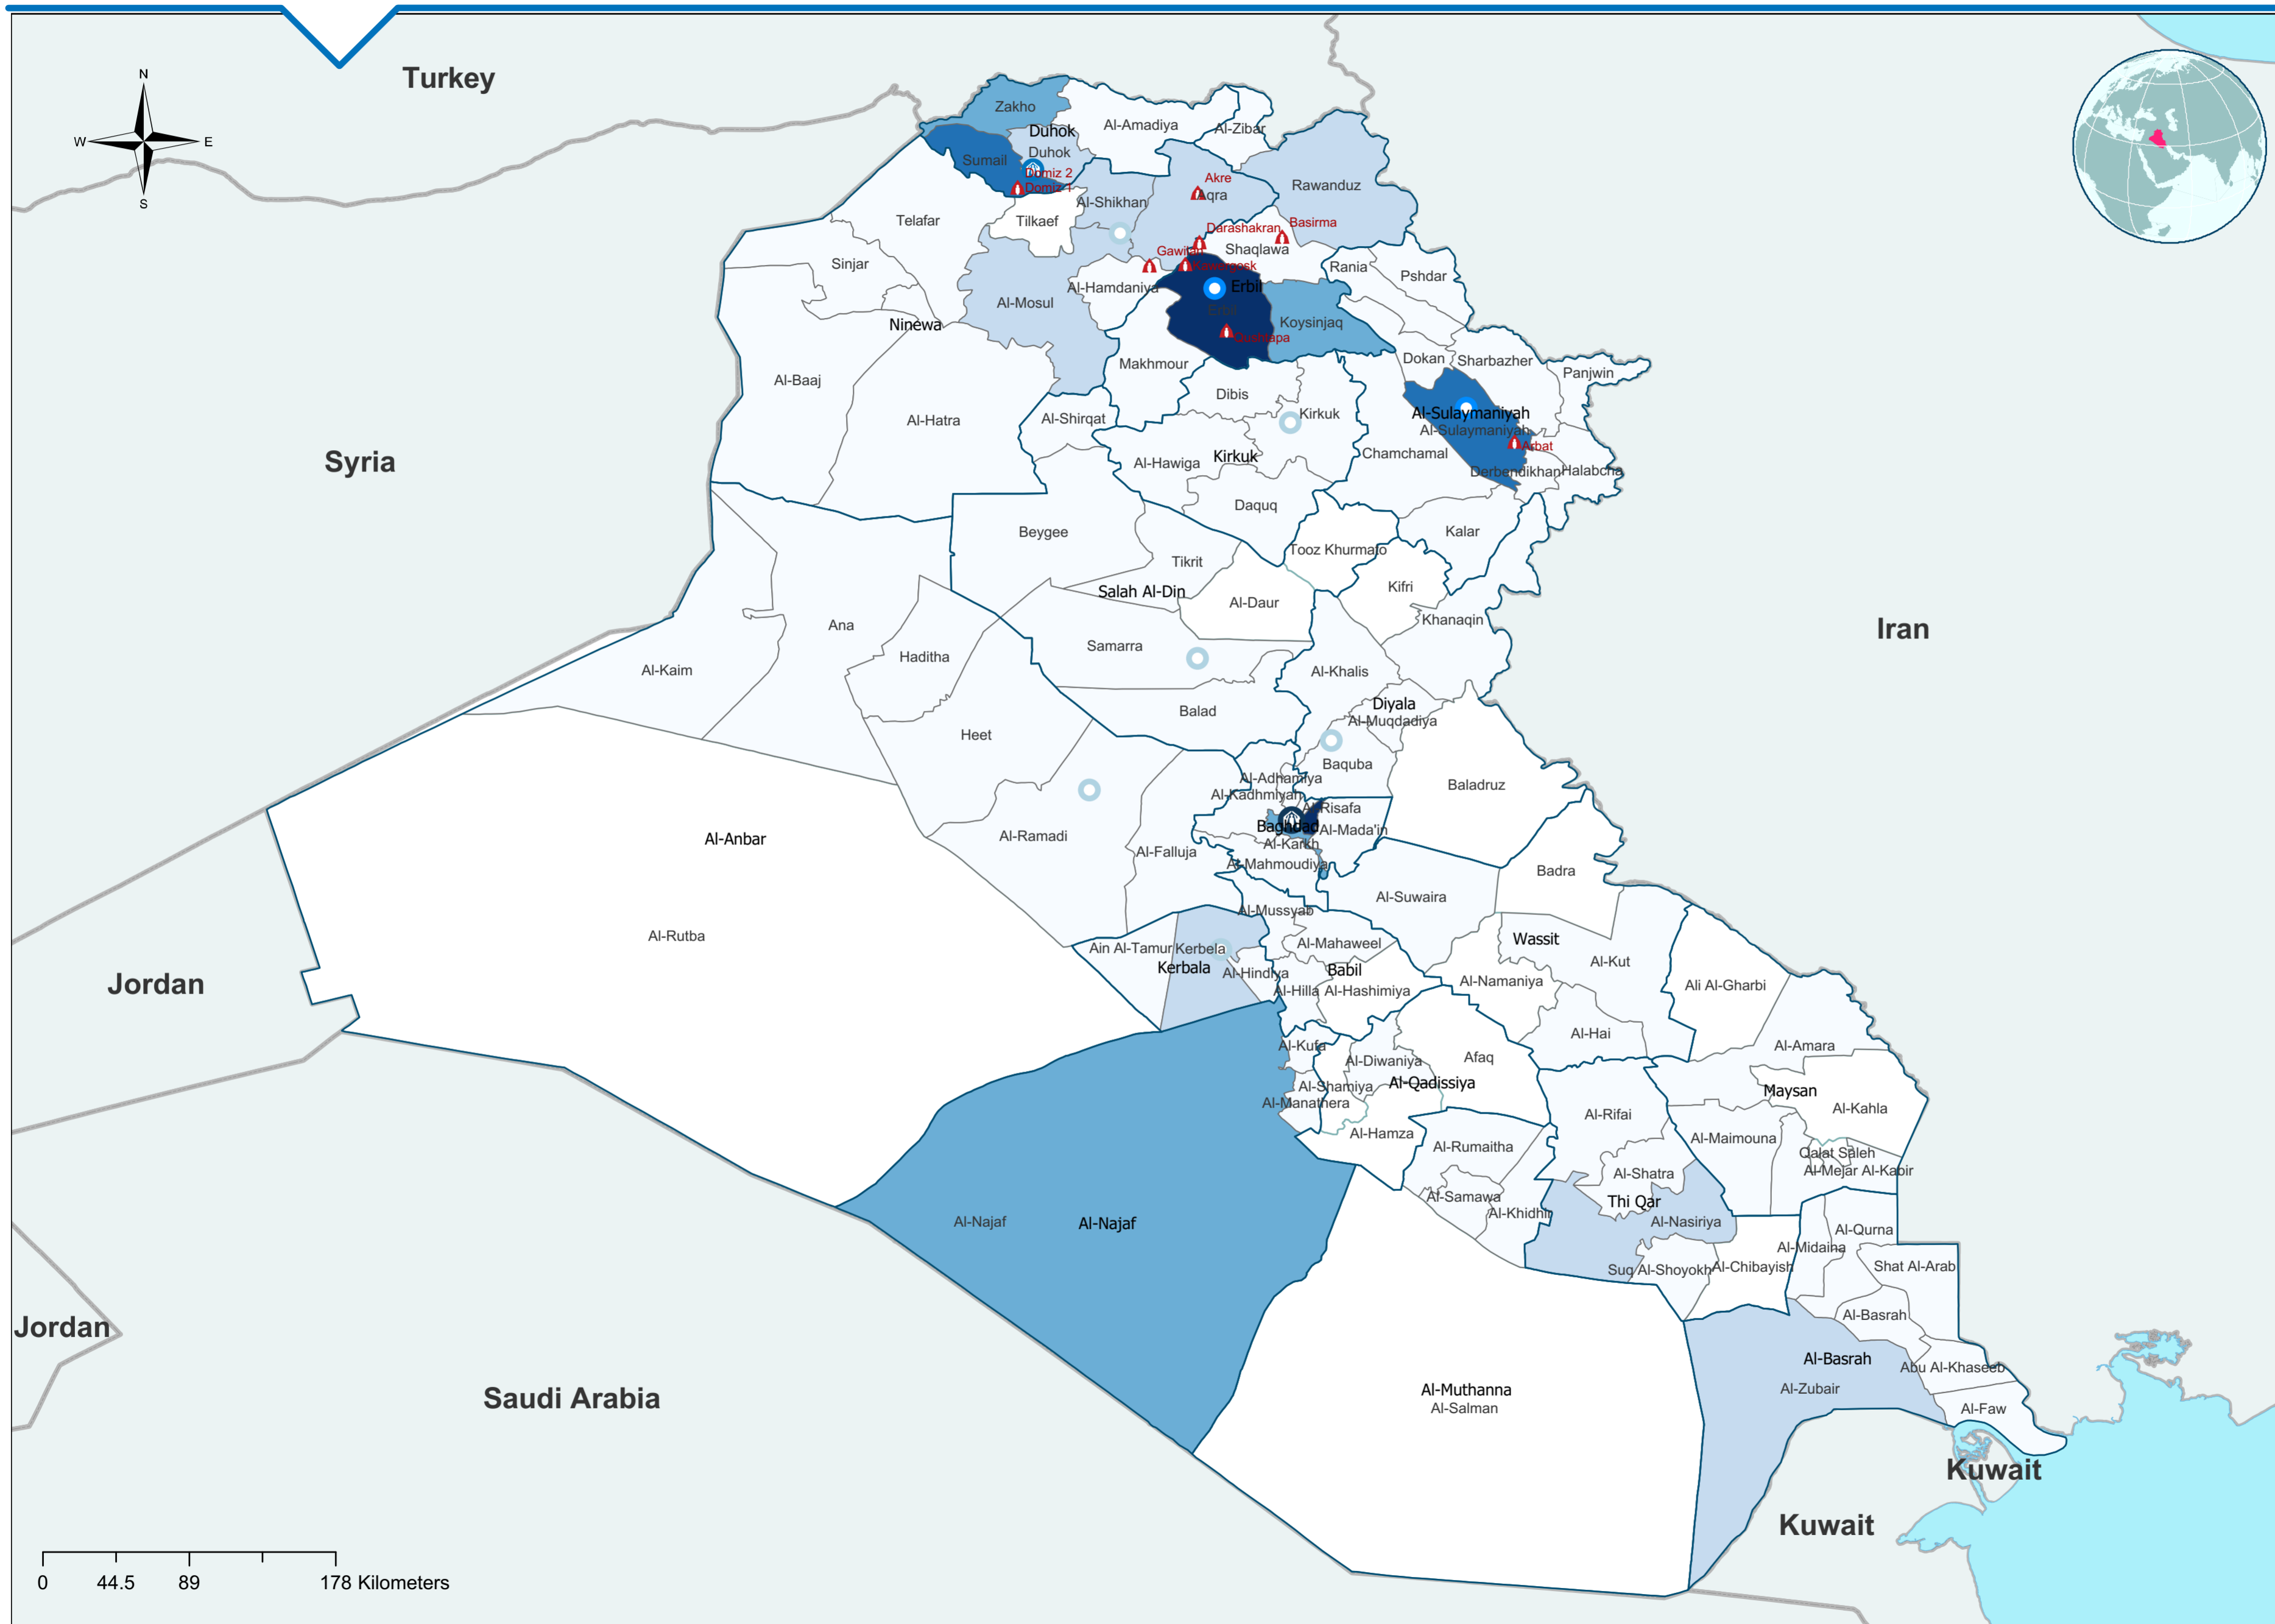 Turkey
N
W
E
S
Zakho
Duhok
Duhok
Al-Amadiya
Al-Zibar
Sumail
Domiz 2
Domiz 1
Al-Shikhan
Akre
Aqra
Rawanduz
Telafar
Tilkaef
Darashakran
Basirma
Shaqlawa
Gawilan
Kawergosk
Sinjar
Rania
Pshdar
Al-Hamdaniya
Erbil
Erbil
Al-Mosul
Koysinjaq
Ninewa
Qushtapa
Makhmour
Dokan
Sharbazher
Panjwin
Al-Baaj
Dibis
Al-Hatra
Al-Shirqat
Kirkuk
Al-Sulaymaniyah
Al-Sulaymaniyah
Arbat
Syria
Al-Hawiga
Kirkuk
Chamchamal
Derbendikhan
Halabcha
Daquq
Beygee
Kalar
Tikrit
Tooz Khurmato
Salah Al-Din
Al-Daur
Kifri
Khanaqin
Ana
Iran
Samarra
Haditha
Al-Kaim
Al-Khalis
Balad
Diyala
Al-Muqdadiya
Heet
Baquba
Al-Adhamiya
Baladruz
Al-Kadhmiyah
Al-Risafa
Baghdad
Al-Mada'in
Al-Anbar
Al-Ramadi
Al-Karkh
Al-Falluja
Al-Mahmoudiya
Badra
Al-Suwaira
Al-Mussyab
Al-Rutba
Ain Al-Tamur
Kerbela
Al-Mahaweel
Wassit
Kerbala
Al-Hindiya
Babil
Al-Kut
Jordan
Al-Hilla
Al-Hashimiya
Al-Namaniya
Ali Al-Gharbi
Al-Hai
Al-Kufa
Al-Diwaniya
Afaq
Al-Amara
Al-Shamiya
Al-Qadissiya
Maysan
Al-Manathera
Al-Rifai
Al-Kahla
Al-Hamza
Al-Rumaitha
Al-Maimouna
Qalat Saleh
Al-Mejar Al-Kabir
Al-Shatra
Al-Samawa
Thi Qar
Al-Khidhir
Al-Najaf
Al-Najaf
Al-Nasiriya
Al-Qurna
Al-Midaina
Suq Al-Shoyokh
Al-Chibayish
Shat Al-Arab
Jordan
Al-Basrah
Al-Basrah
Abu Al-Khaseeb
Saudi Arabia
Al-Muthanna
Al-Salman
Al-Zubair
Al-Faw
Kuwait
Kuwait
0
44.5
89
178 Kilometers